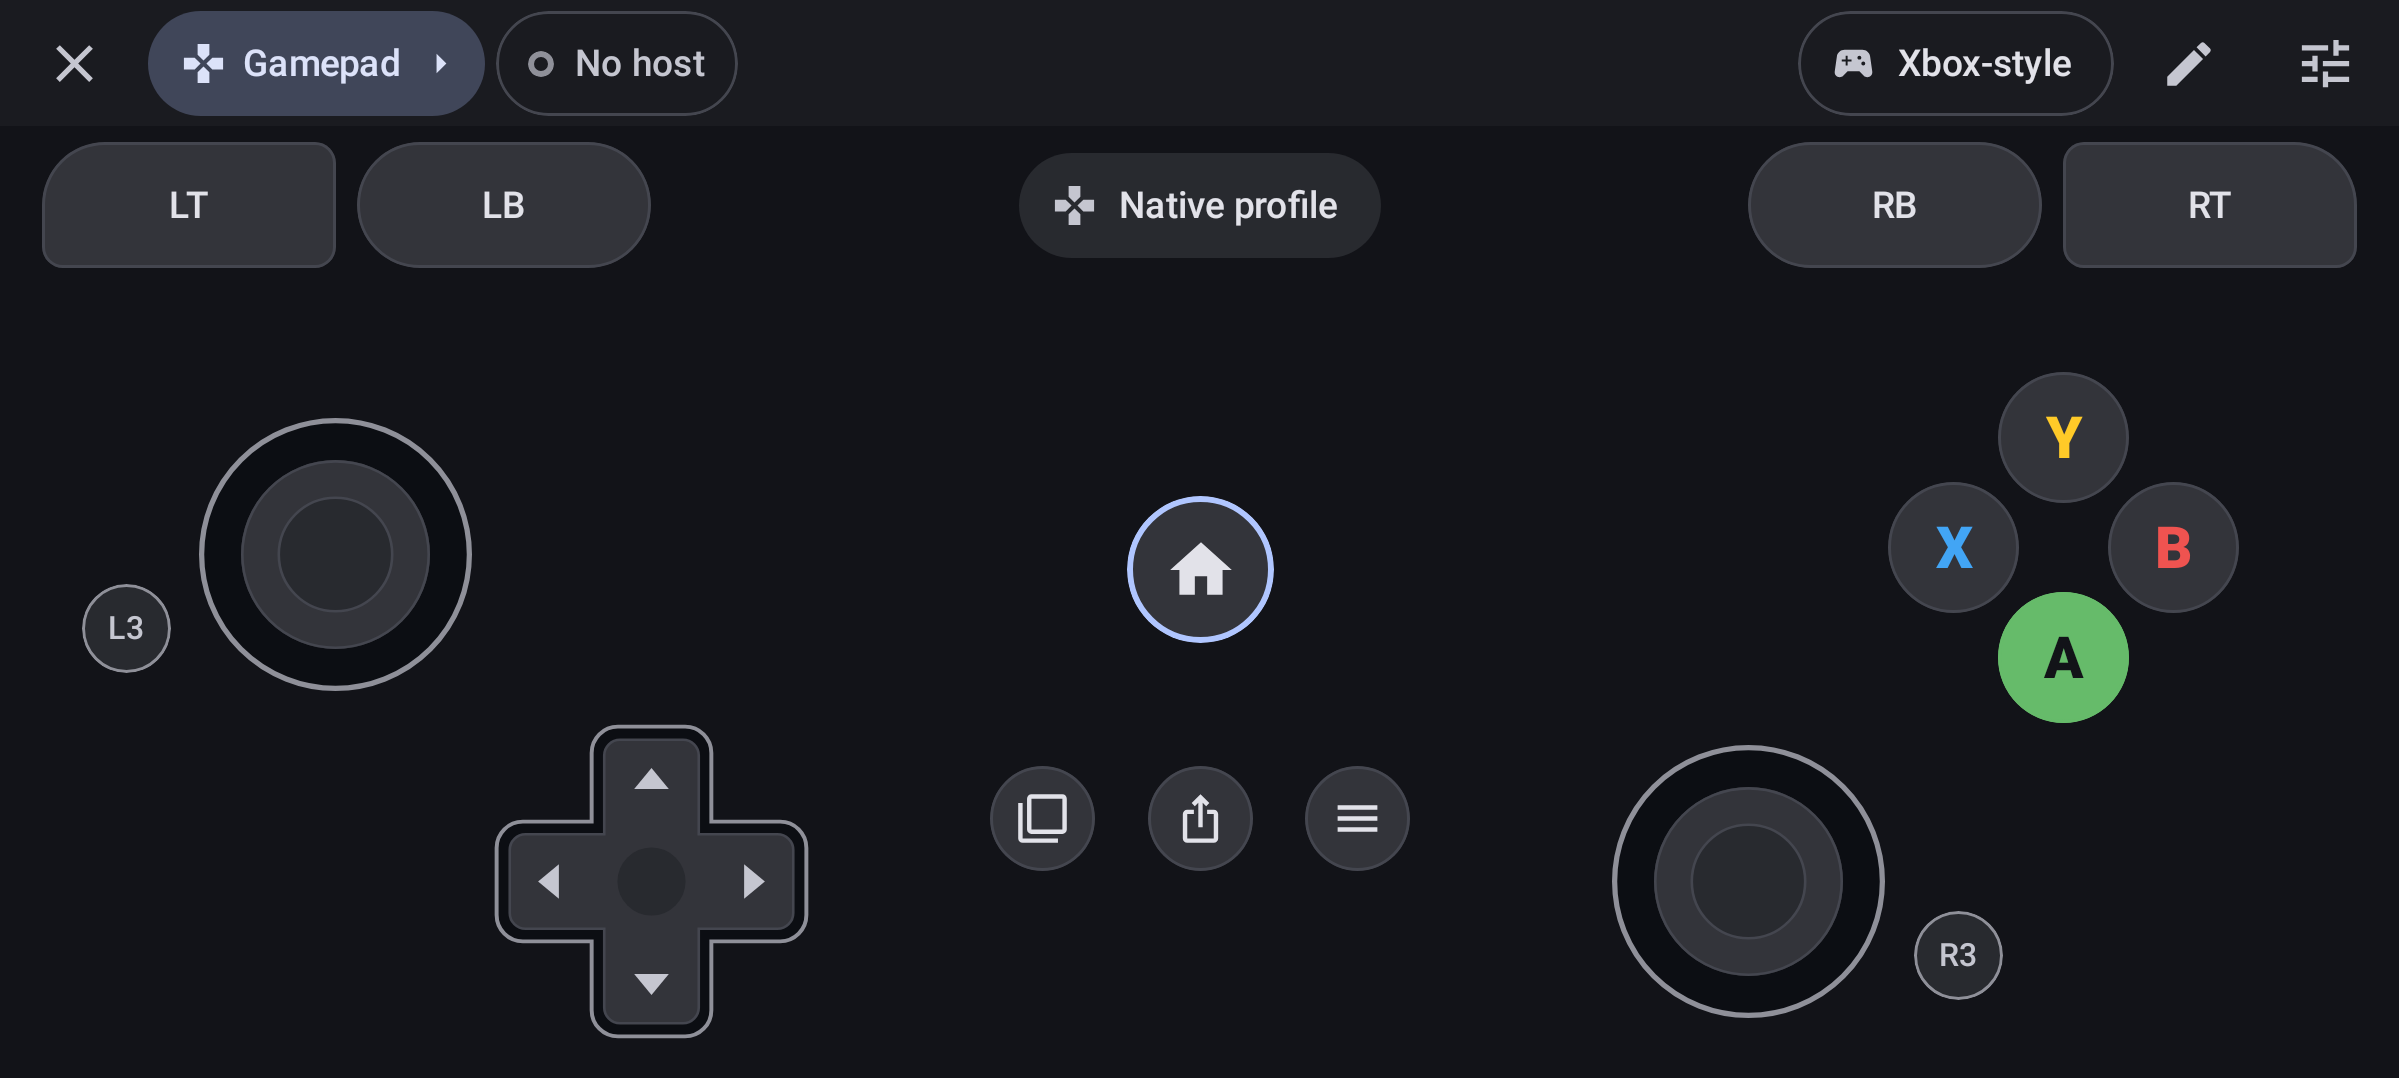 Gamepad
No host
Xbox-style
LT
LB
Native profile
RB
RT
Y
X
B
L3
A
R3